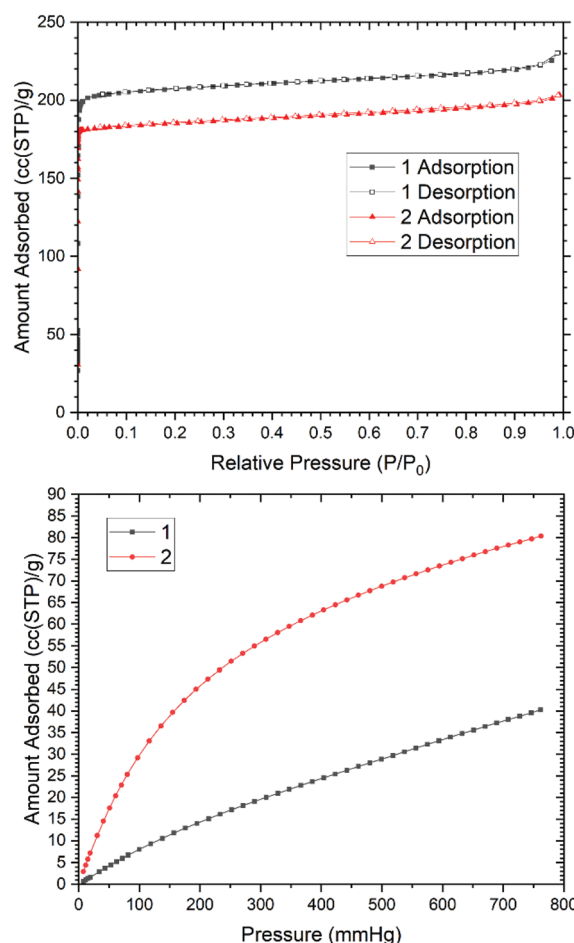 250
200
150
100
50
0
Amount Adsorbed (cc(STP)/g)
1 Adsorption
1 Desorption
2 Adsorption
2 Desorption
0.0 0.1 0.2 0.3 0.4 0.5 0.6 0.7 0.8 0.9 1.0
Relative Pressure (P/P₀)
90
85
80
75
70
65
60
55
50
45
40
35
30
25
20
15
10
5
0
Amount Adsorbed (cc(STP)/g)
1
2
0 100 200 300 400 500 600 700 800
Pressure (mmHg)